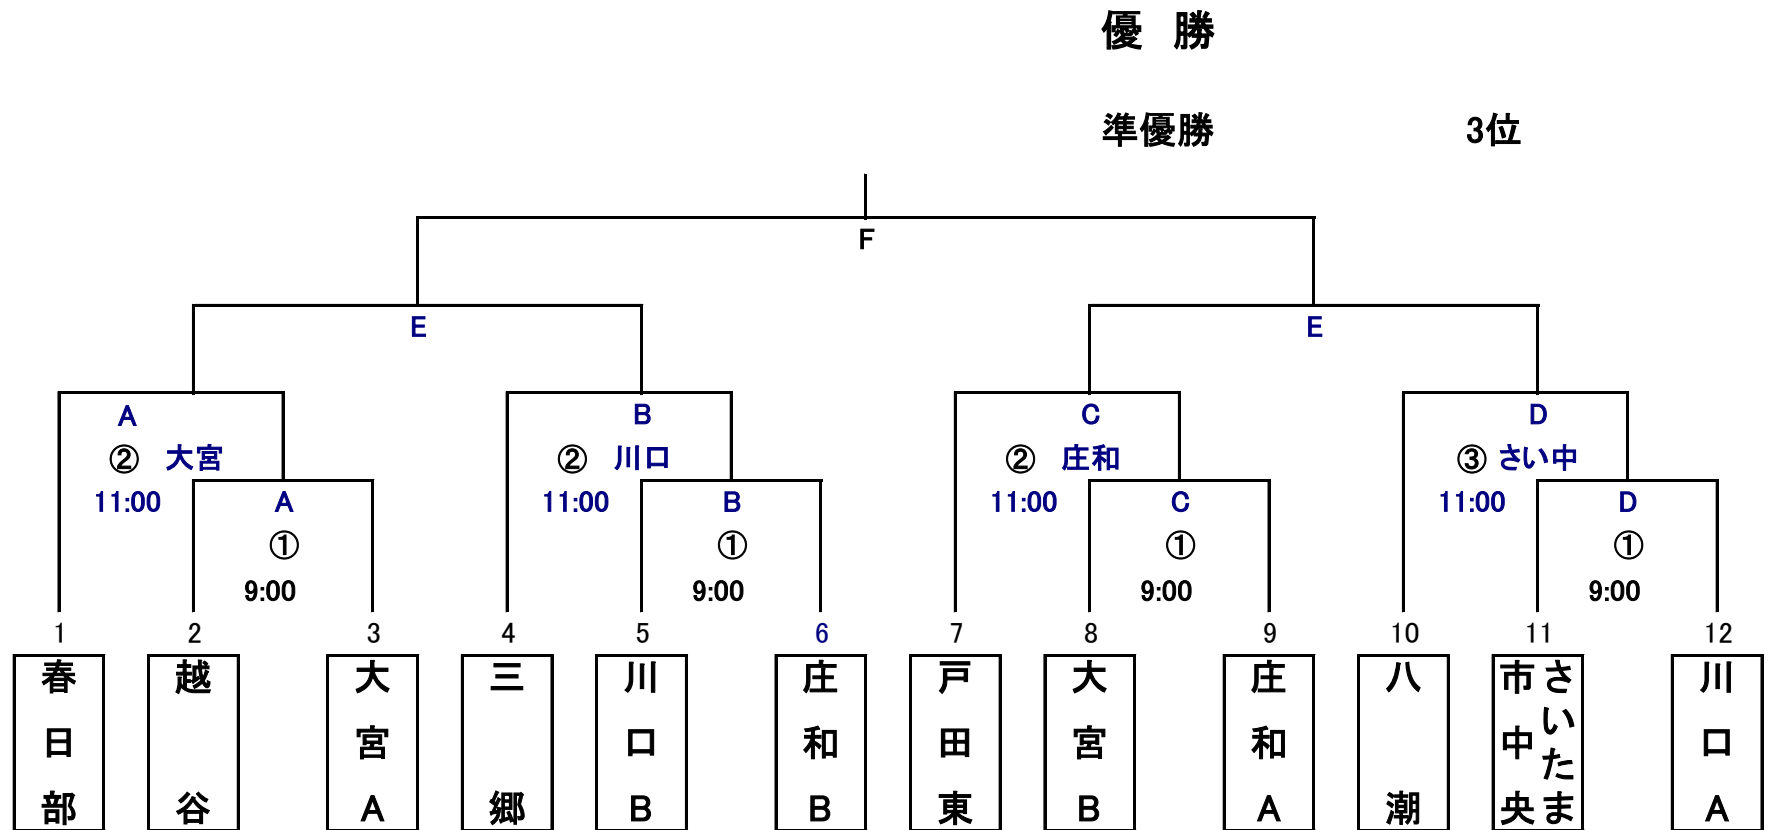 優 勝
準優勝 3位
F
E E
A B C D
② 大宮 ② 川口 ② 庄和 ③ さい中
11:00 A 11:00 B 11:00 C 11:00 D
① ① ① ①
9:00 9:00 9:00 9:00
1 2 3 4 5 6 7 8 9 10 11 12
春日部
越谷
大宮A
三郷
川口B
庄和B
戸田東
大宮B
庄和A
八潮
さいたま
市中央
川口A